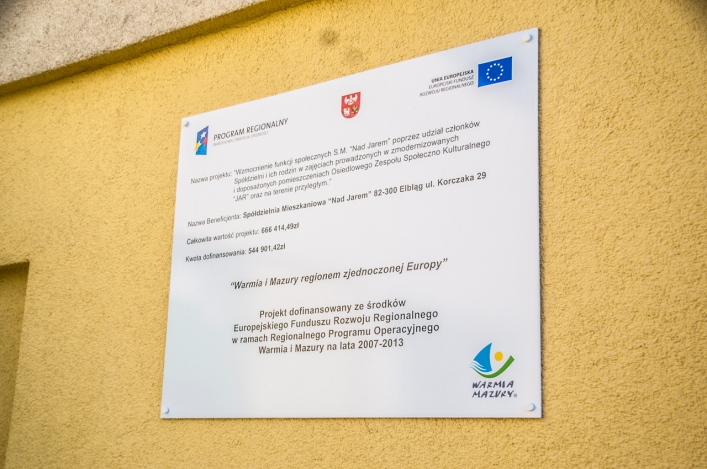 PROGRAM REGIONALNY
UNIA EUROPEJSKA
EUROPEJSKI FUNDUSZ
ROZWOJU REGIONALNEGO
Nazwa projektu: "Wzmocnienie funkcji społecznych S.M. "Nad Jarem" poprzez udział członków
Spółdzielni i ich rodzin w zajęciach prowadzonych w zmodernizowanych
i doposażonych pomieszczeniach Osiedlowego Zespołu Społeczno Kulturalnego
"JAR" oraz na terenie przyległym."
Nazwa Beneficjenta: Spółdzielnia Mieszkaniowa "Nad Jarem" 82-300 Elbląg ul. Korczaka 29
Całkowita wartość projektu: 666 414,49zł
Kwota dofinansowania: 544 901,42zł
"Warmia i Mazury regionem zjednoczonej Europy"
Projekt dofinansowany ze środków
Europejskiego Funduszu Rozwoju Regionalnego
w ramach Regionalnego Programu Operacyjnego
Warmia i Mazury na lata 2007-2013
WARMIA
MAZURY